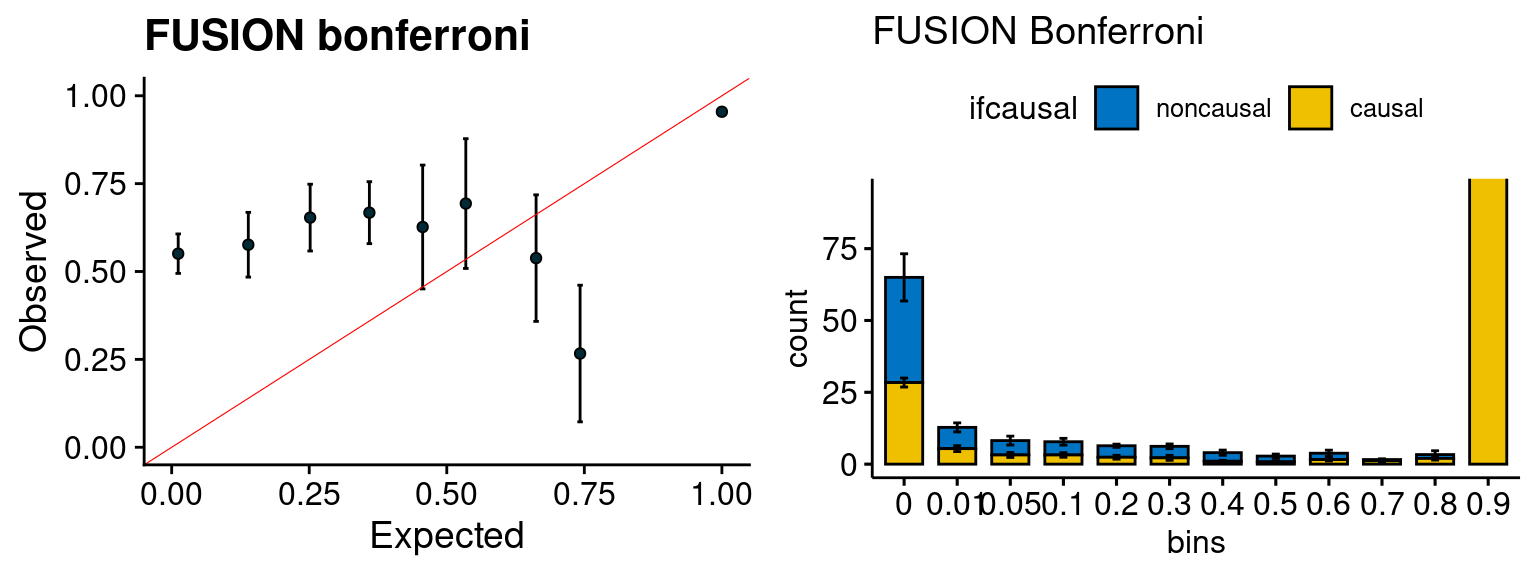 FUSION bonferroni
1.00
0.75
0.50
0.25
0.00
Observed
0.00 0.25 0.50 0.75 1.00
Expected
FUSION Bonferroni
ifcausal noncausal causal
75
50
25
0
count
0 0.01 0.05 0.1 0.2 0.3 0.4 0.5 0.6 0.7 0.8 0.9
bins